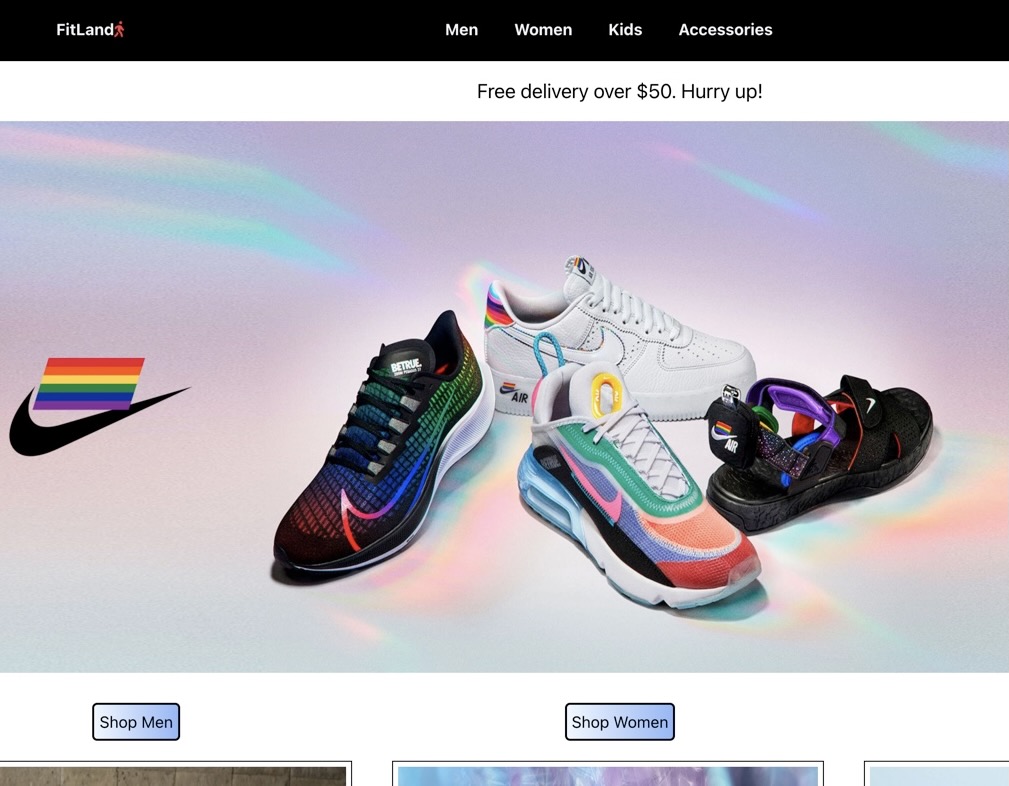 FitLand
Men Women Kids Accessories
Free delivery over $50. Hurry up!
BETRUE.
AIR
AIR
Shop Men
Shop Women